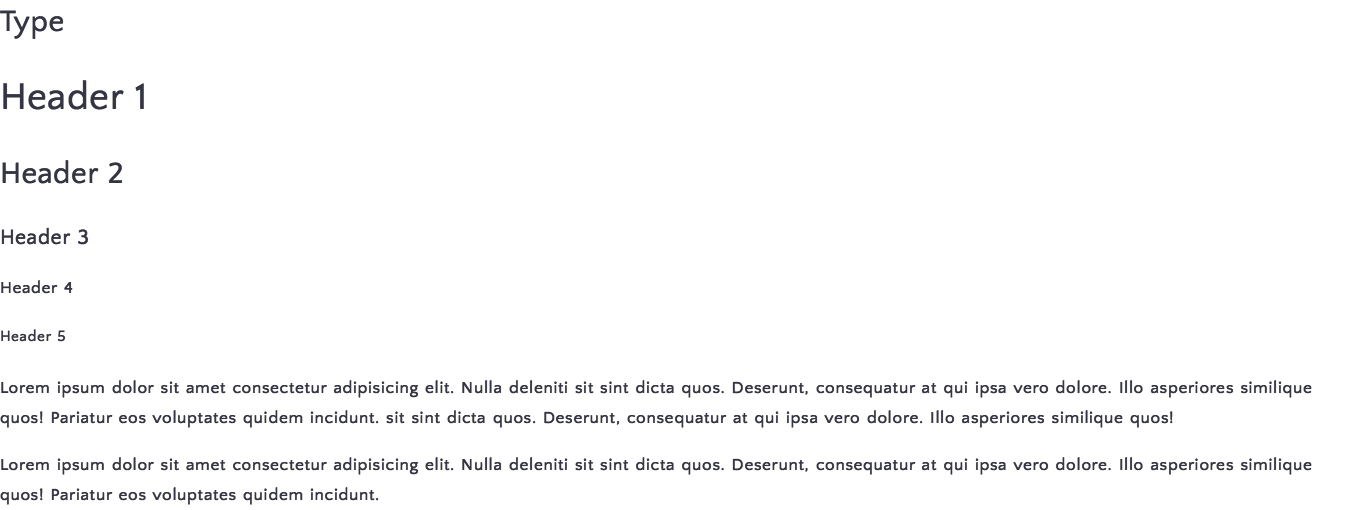 Type
Header 1
Header 2
Header 3
Header 4
Header 5
Lorem ipsum dolor sit amet consectetur adipisicing elit. Nulla deleniti sit sint dicta quos. Deserunt, consequatur at qui ipsa vero dolore. Illo asperiores similique
quos! Pariatur eos voluptates quidem incidunt. sit sint dicta quos. Deserunt, consequatur at qui ipsa vero dolore. Illo asperiores similique quos!
Lorem ipsum dolor sit amet consectetur adipisicing elit. Nulla deleniti sit sint dicta quos. Deserunt, consequatur at qui ipsa vero dolore. Illo asperiores similique
quos! Pariatur eos voluptates quidem incidunt.